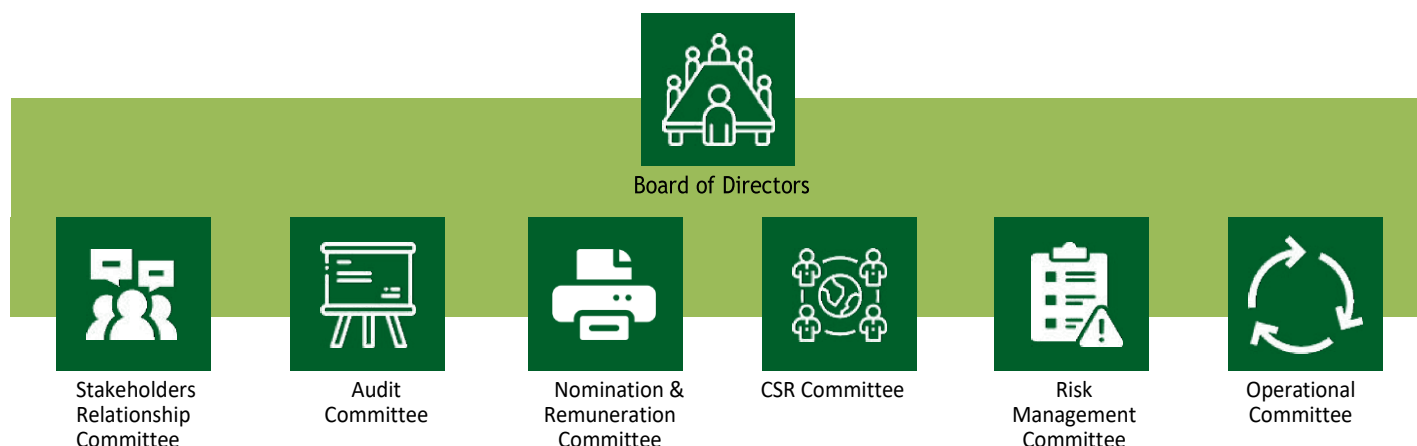 Board of Directors
Stakeholders
Relationship
Committee
Audit
Committee
Nomination &
Remuneration
Committee
CSR Committee
Risk
Management
Committee
Operational
Committee